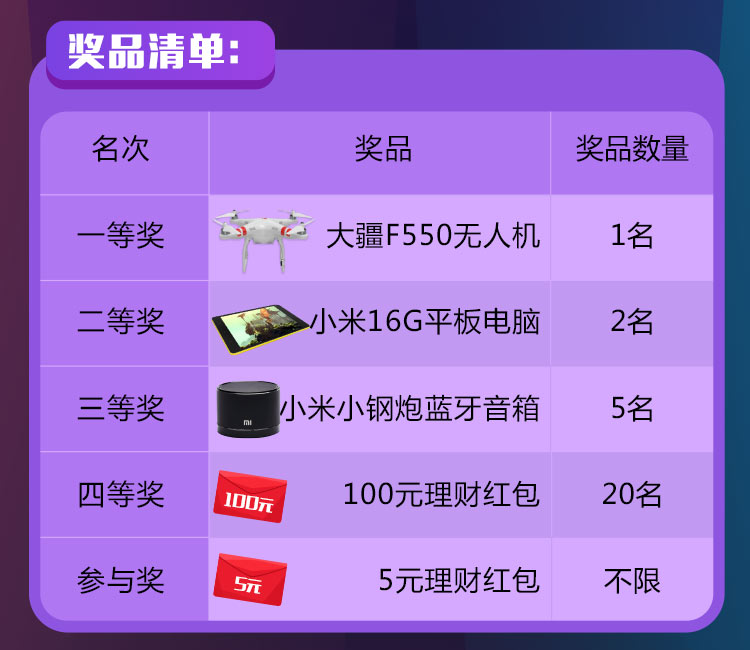 奖品清单:
名次 奖品 奖品数量
一等奖 大疆F550无人机 1名
二等奖 小米16G平板电脑 2名
三等奖 MI 小米小钢炮蓝牙音箱 5名
四等奖 100元 100元理财红包 20名
参与奖 5元 5元理财红包 不限